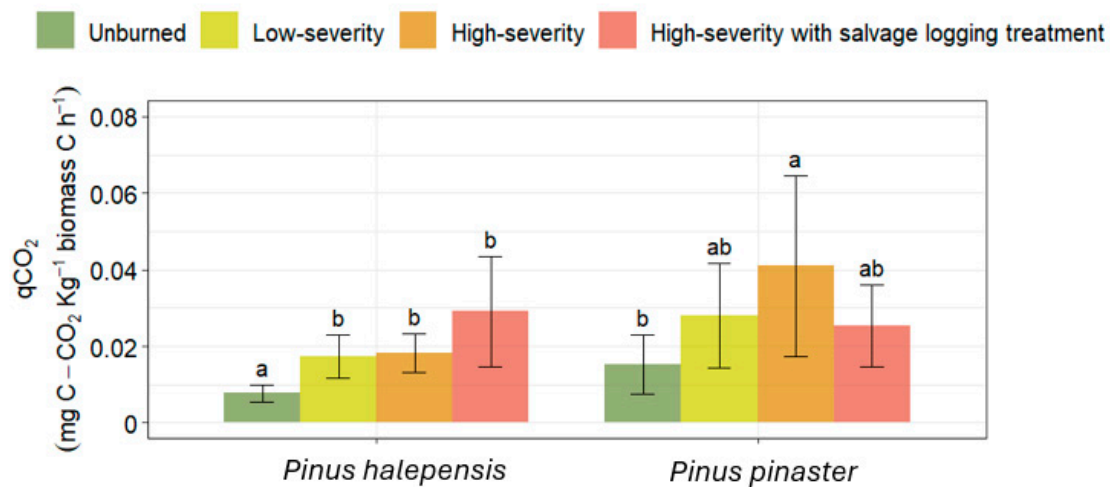 Unburned Low-severity High-severity High-severity with salvage logging treatment
qCO₂
(mg C – CO₂ Kg⁻¹ biomass C h⁻¹)
0.08
0.06
0.04
0.02
0
a b b b b ab a ab
Pinus halepensis Pinus pinaster